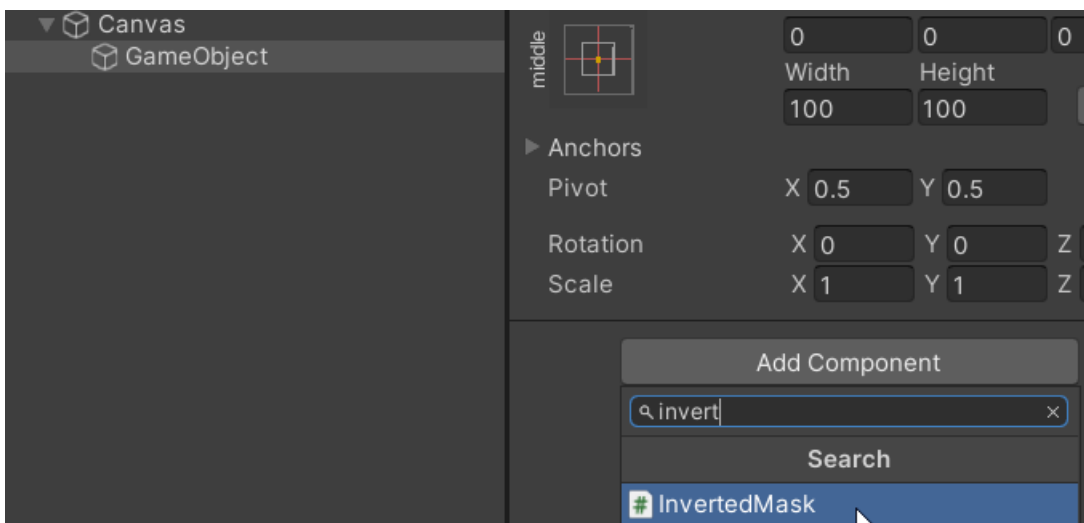 Canvas
GameObject
middle
0 0 0
Width Height
100 100
Anchors
Pivot X 0.5 Y 0.5
Rotation X 0 Y 0 Z
Scale X 1 Y 1 Z
Add Component
invert
Search
# InvertedMask